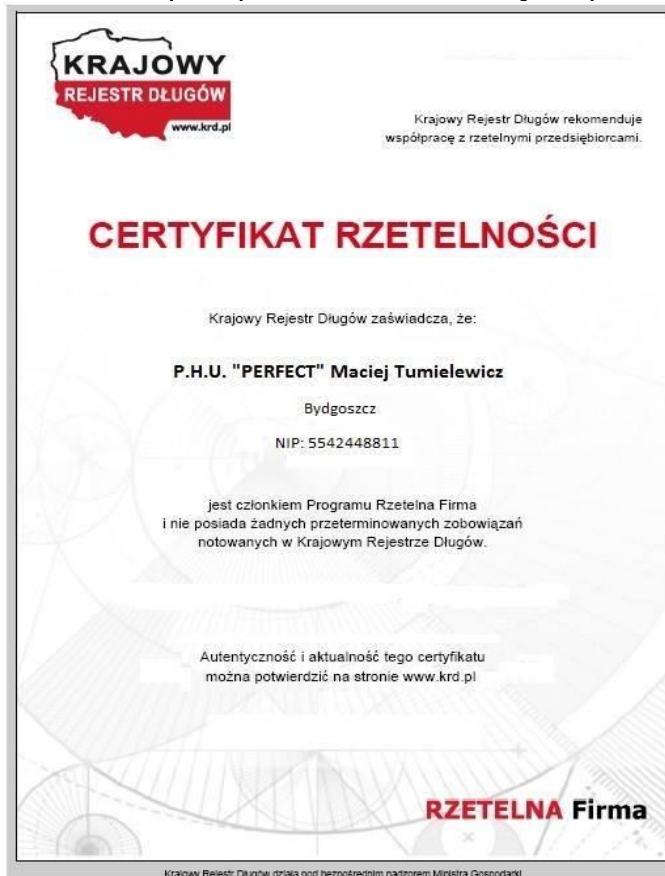 KRAJOWY
REJESTR DŁUGÓW
www.krd.pl
Krajowy Rejestr Długów rekomenduje
współpracę z rzetelnymi przedsiębiorcami.
CERTYFIKAT RZETELNOŚCI
Krajowy Rejestr Długów zaświadcza, że:
P.H.U. "PERFECT" Maciej Tumielewicz
Bydgoszcz
NIP: 5542448811
jest członkiem Programu Rzetelna Firma
i nie posiada żadnych przeterminowanych zobowiązań
notowanych w Krajowym Rejestrze Długów.
Autentyczność i aktualność tego certyfikatu
można potwierdzić na stronie www.krd.pl
RZETELNA Firma
Krajowy Rejestr Długów działa pod bezpośrednim nadzorem Ministra Gospodarki